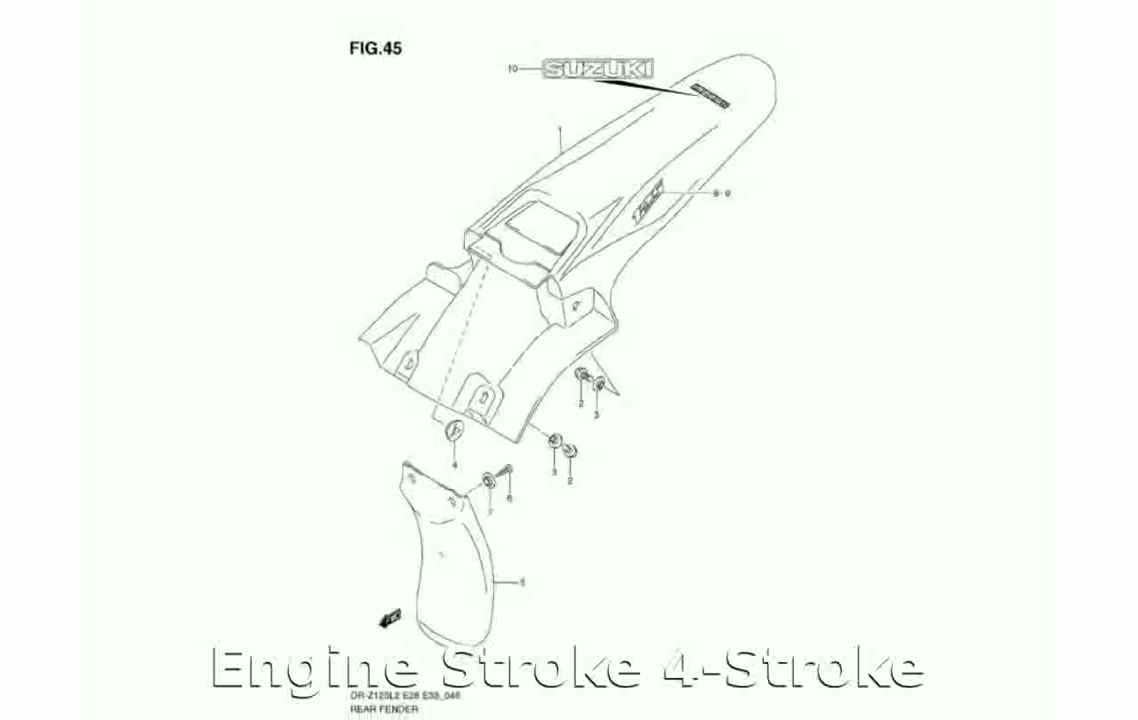 FIG.45
10 SUZUKI
1
8-9
2
3
3
2
4
6
7
5
Engine Stroke 4-Stroke
DR-Z125L2 E28 E33_045
REAR FENDER